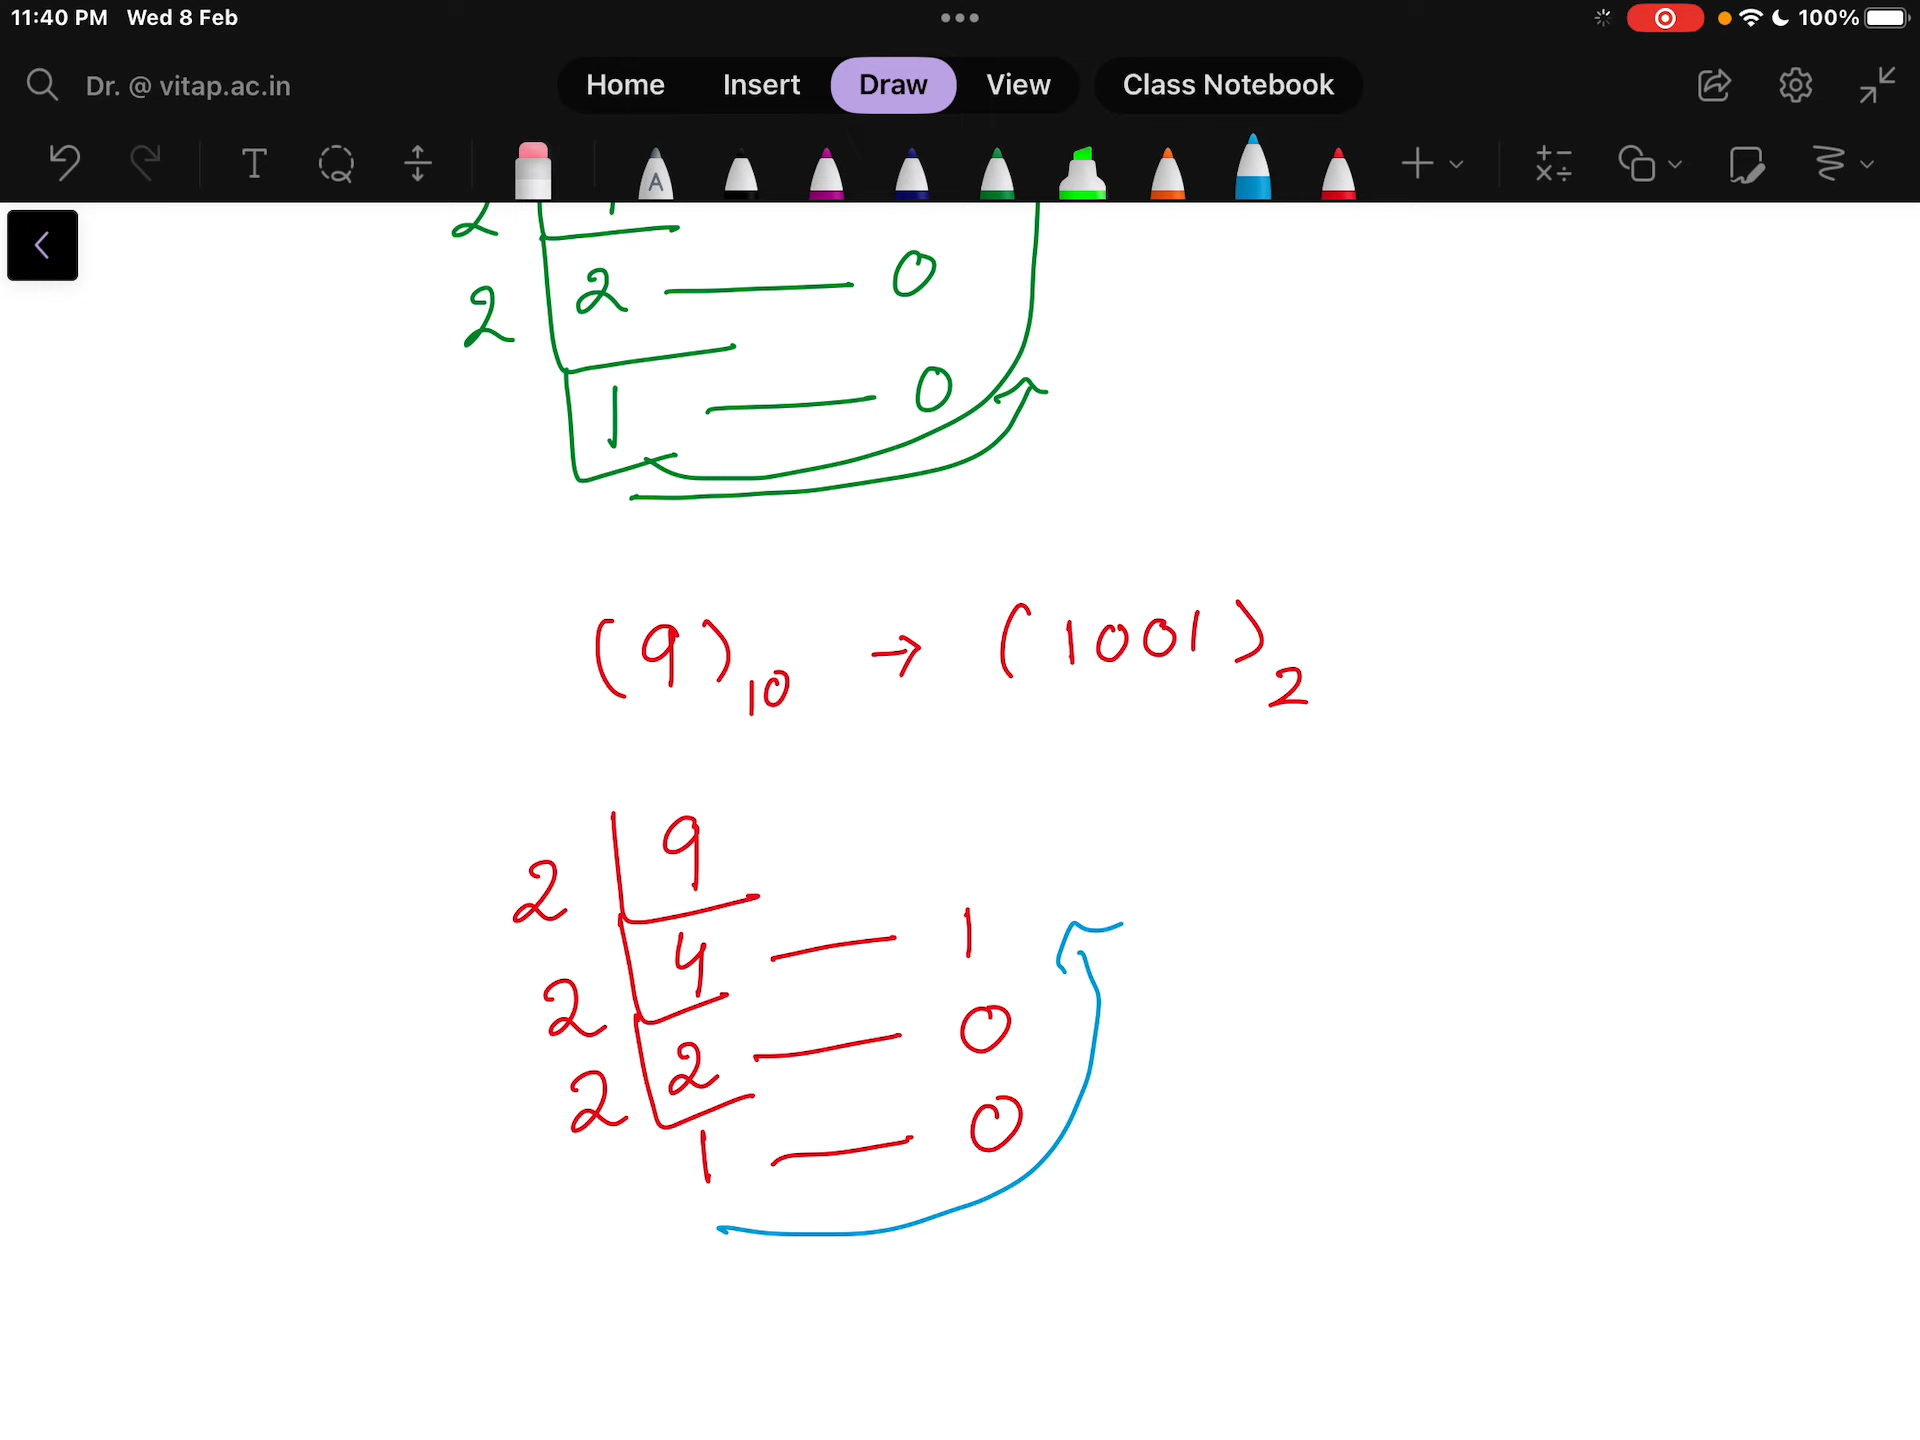 11:40 PM Wed 8 Feb 100%
Dr. @ vitap.ac.in Home Insert Draw View Class Notebook
T A
2
2 2 0
1 0
(9)10 → (1001)2
2 9
2 4 1
2 2 0
1 0